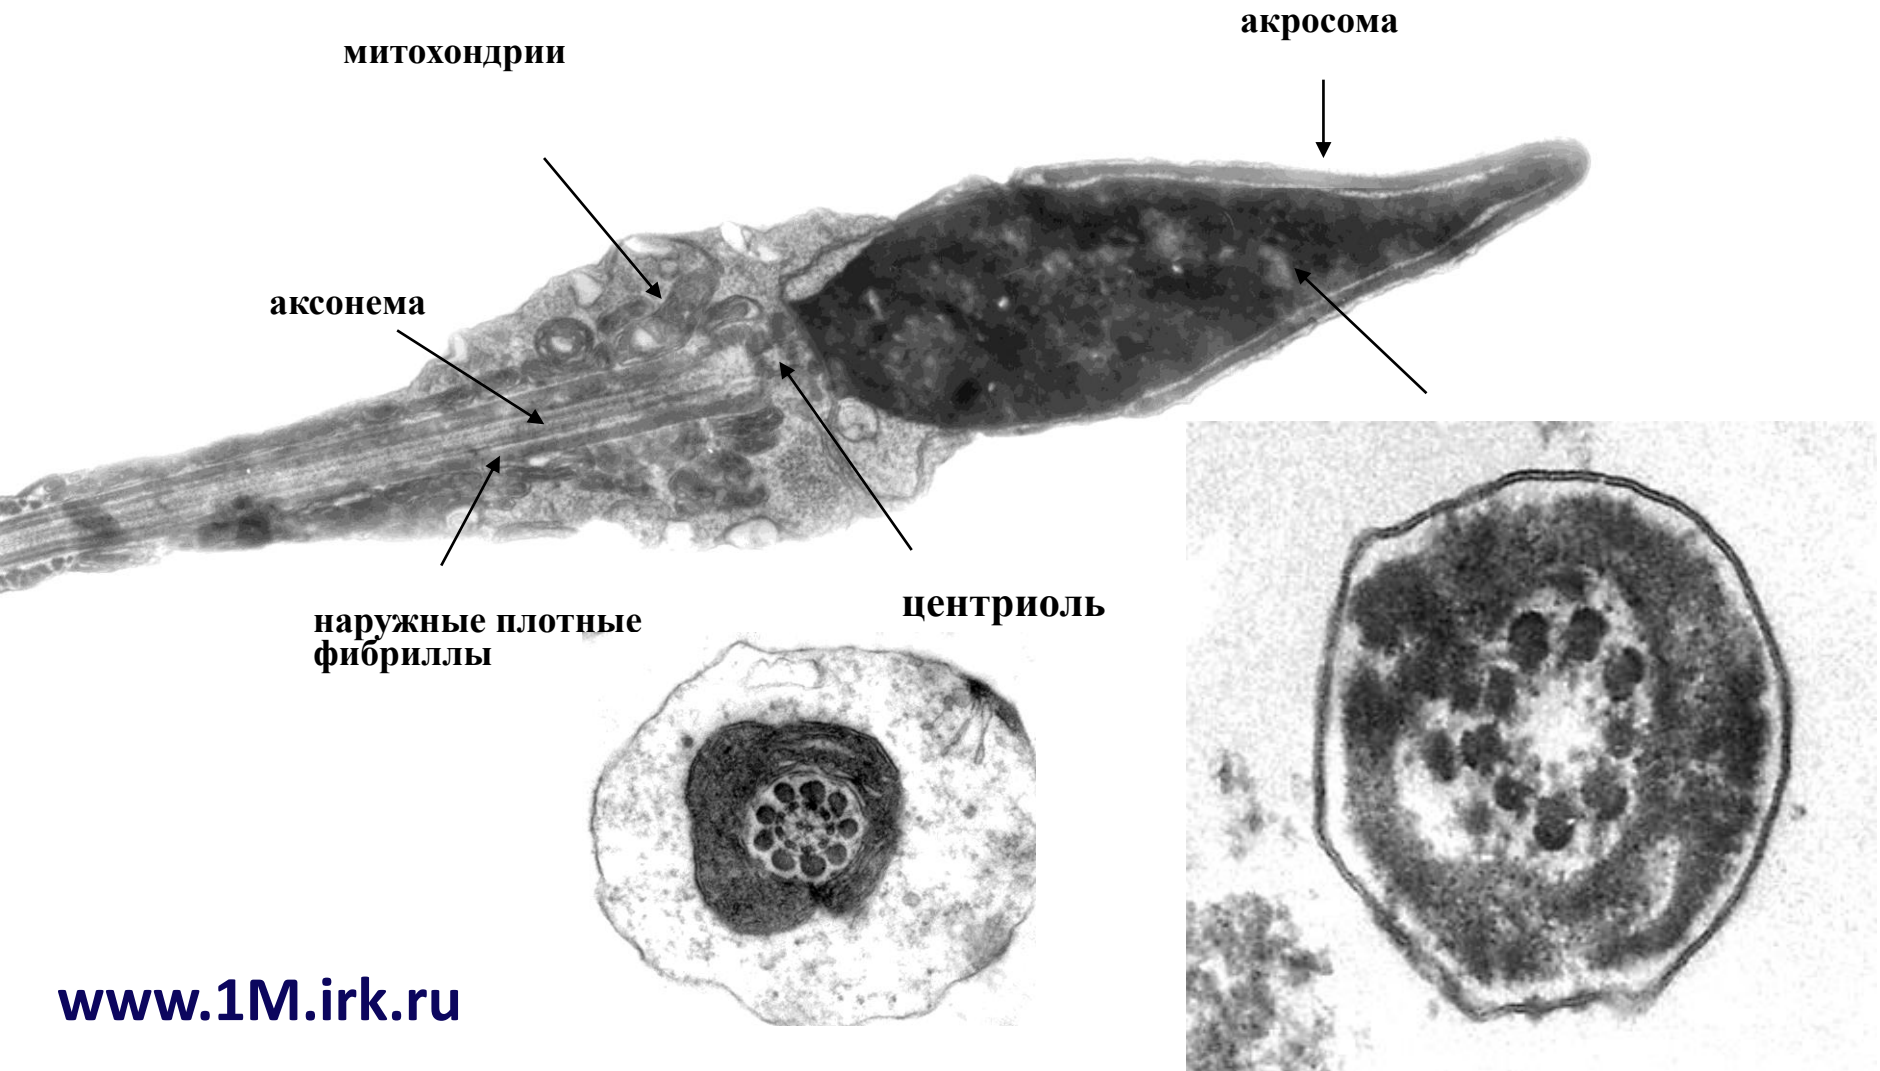 акросома
митохондрии
аксонема
центриоль
наружные плотные
фибриллы
www.1M.irk.ru